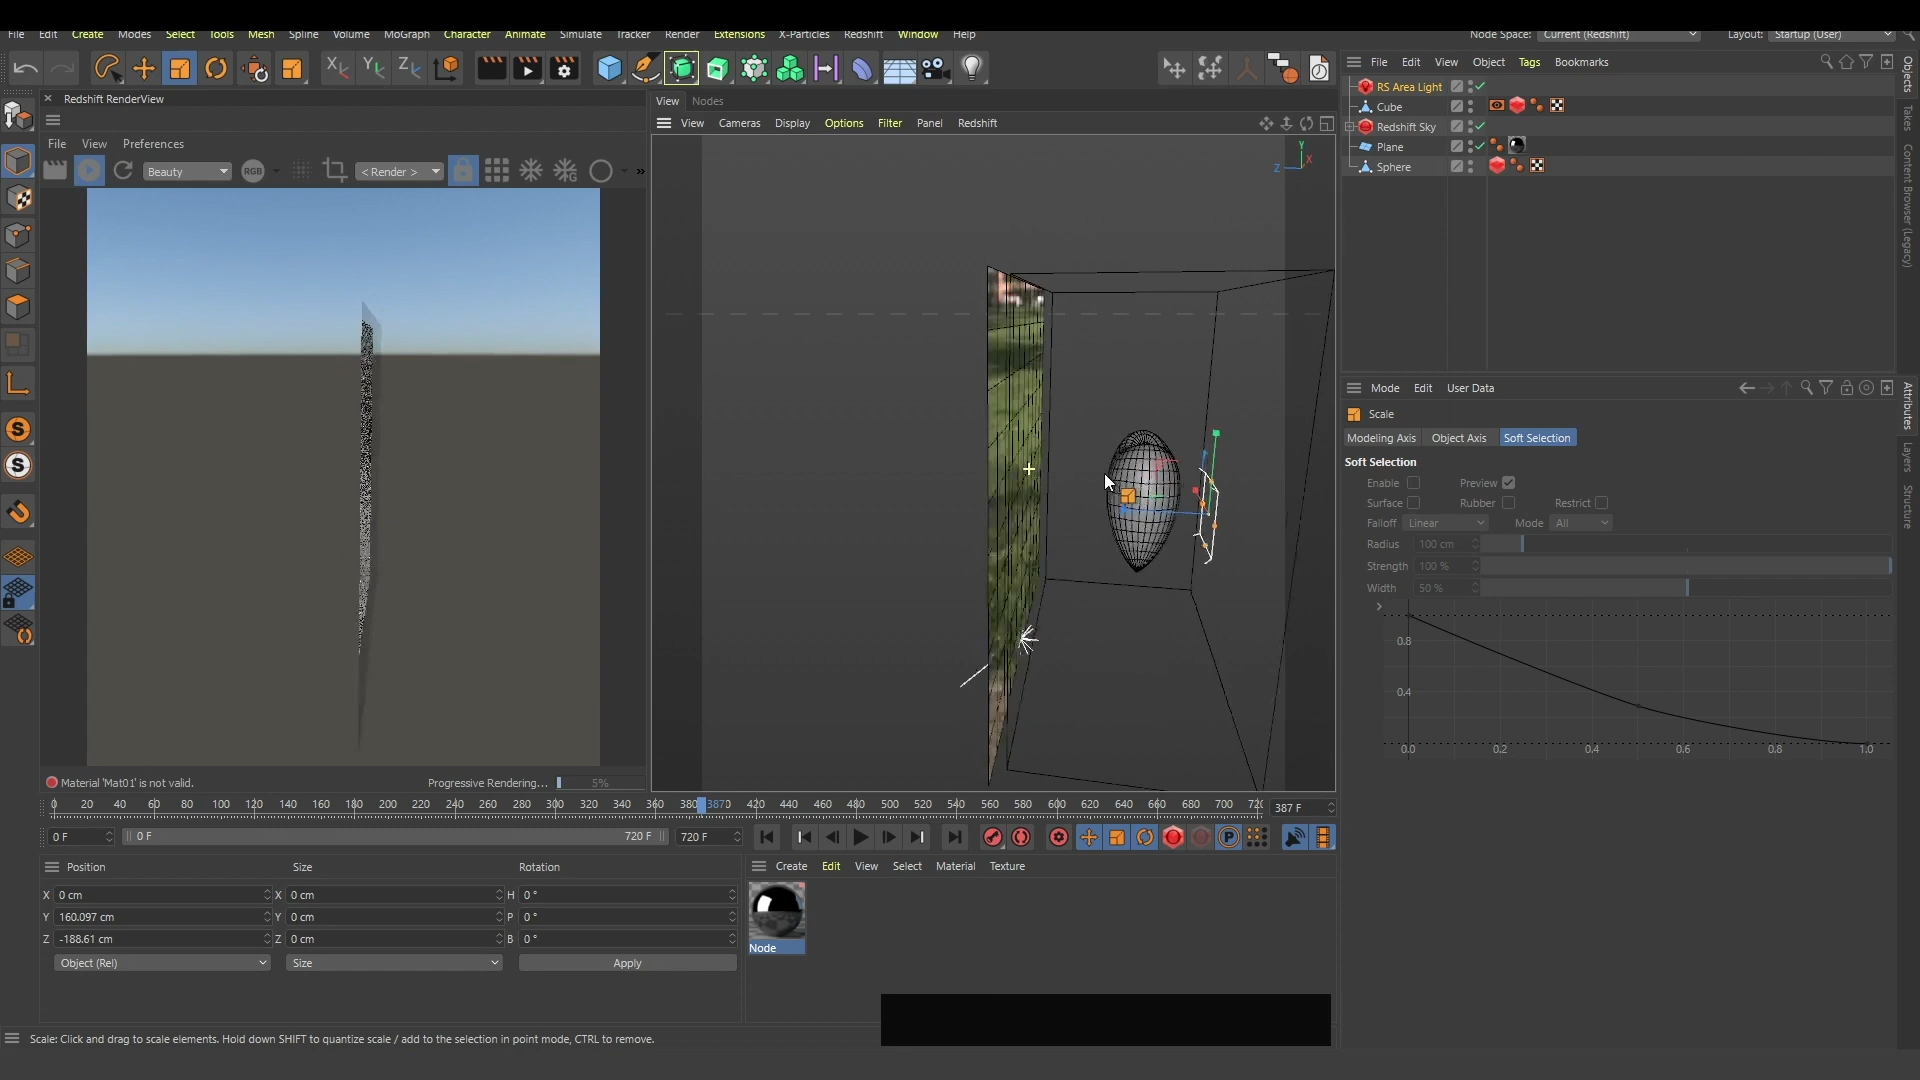 File Edit Create Modes Select Tools Mesh Spline Volume MoGraph Character Animate Simulate Tracker Render Extensions X-Particles Redshift Window Help Node Space: Current (Redshift) Layout: Startup (User)
File Edit View Object Tags Bookmarks
RS Area Light
Cube
Redshift Sky
Plane
Sphere
Redshift RenderView
View Nodes
View Cameras Display Options Filter Panel Redshift
File View Preferences
Beauty RGB < Render > G »
Y
X
Z
Objects
Takes
Content Browser (Legacy)
Attributes
Layers
Structure
Mode Edit User Data
Scale
Modeling Axis Object Axis Soft Selection
Soft Selection
Enable Preview
Surface Rubber Restrict
Falloff Linear Mode All
Radius 100 cm
Strength 100 %
Width 50 %
0.8
0.4
0.0 0.2 0.4 0.6 0.8 1.0
Material 'Mat01' is not valid. Progressive Rendering... 5%
0 20 40 60 80 100 120 140 160 180 200 220 240 260 280 300 320 340 360 380 387 420 440 460 480 500 520 540 560 580 600 620 640 660 680 700 387 F
0 F 0 F 720 F 720 F
Position Size Rotation
X 0 cm X 0 cm H 0 °
Y 160.097 cm Y 0 cm P 0 °
Z -188.61 cm Z 0 cm B 0 °
Object (Rel) Size Apply
Create Edit View Select Material Texture
Node
Scale: Click and drag to scale elements. Hold down SHIFT to quantize scale / add to the selection in point mode, CTRL to remove.